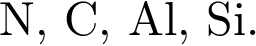 N, C, Al, Si.